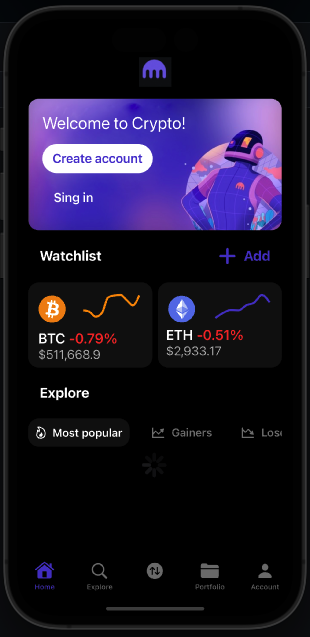 Welcome to Crypto!
Create account
Sing in
Watchlist
Add
BTC -0.79%
$511,668.9
ETH -0.51%
$2,933.17
Explore
Most popular
Gainers
Lose
Home
Explore
Portfolio
Account